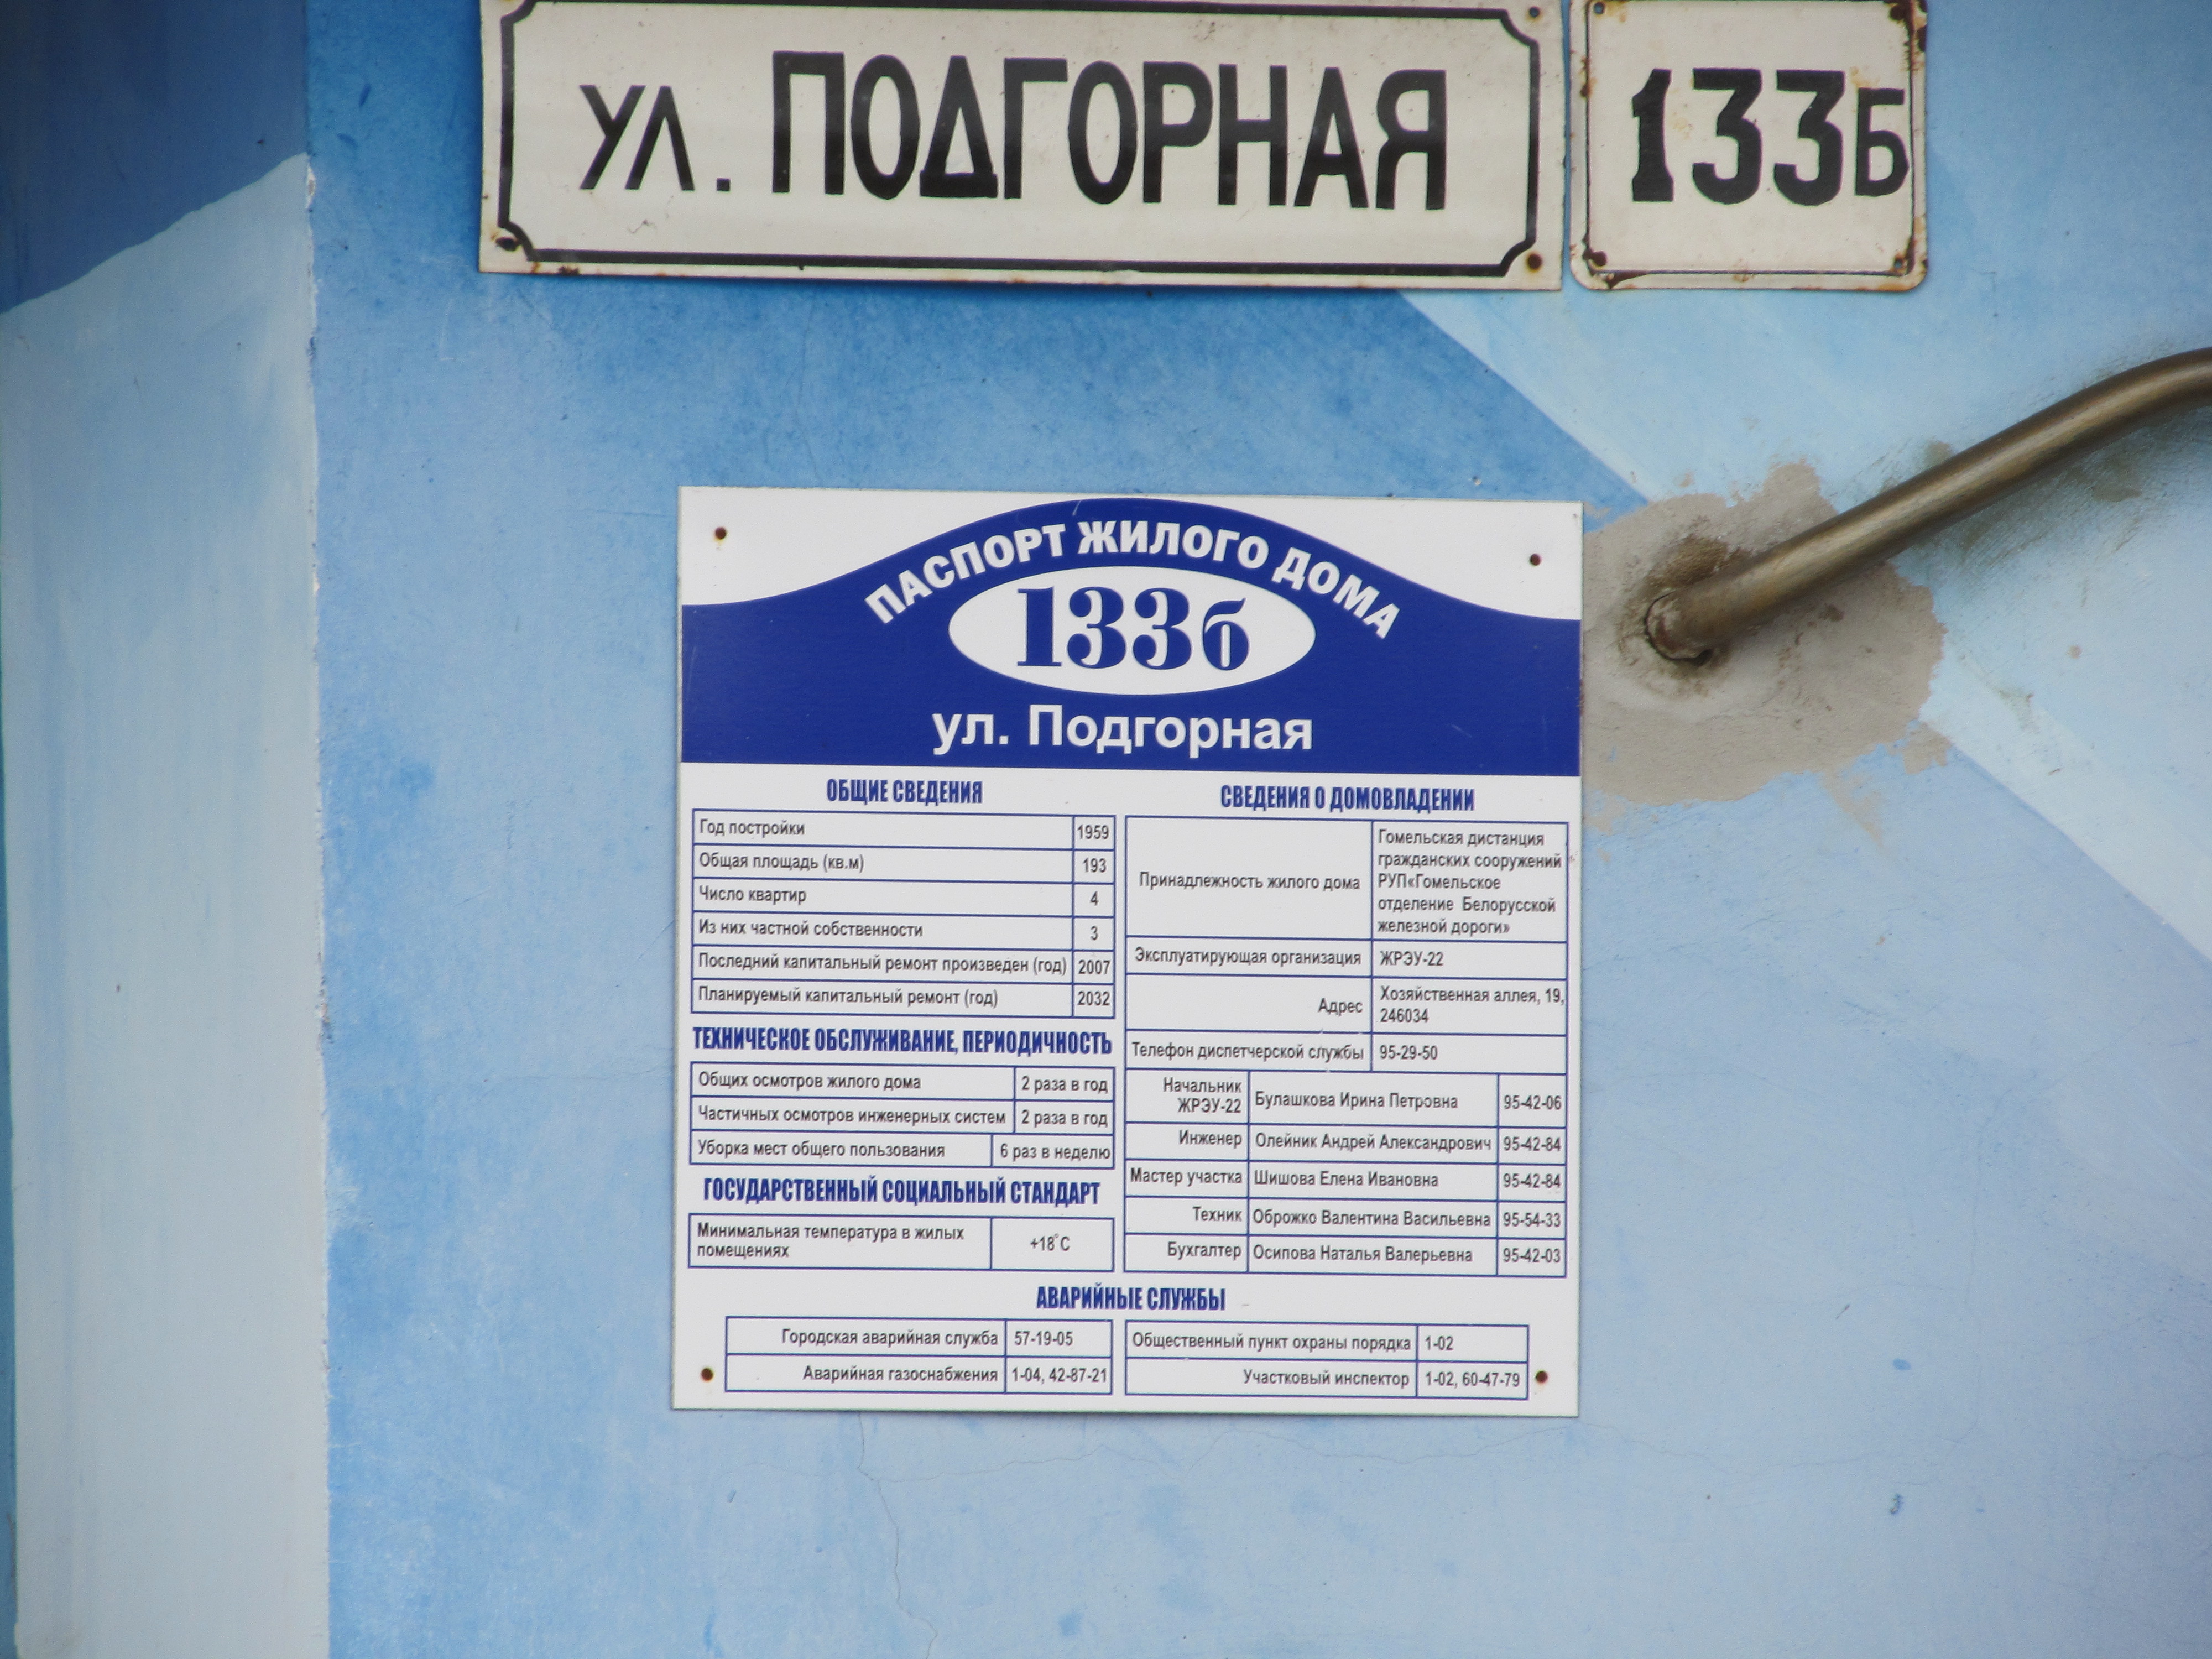 УЛ. ПОДГОРНАЯ
133Б
ПАСПОРТ ЖИЛОГО ДОМА
133б
ул. Подгорная
ОБЩИЕ СВЕДЕНИЯ
Год постройки 1959
Общая площадь (кв.м) 193
Число квартир 4
Из них частной собственности 3
Последний капитальный ремонт произведен (год) 2007
Планируемый капитальный ремонт (год) 2032
ТЕХНИЧЕСКОЕ ОБСЛУЖИВАНИЕ, ПЕРИОДИЧНОСТЬ
Общих осмотров жилого дома 2 раза в год
Частичных осмотров инженерных систем 2 раза в год
Уборка мест общего пользования 6 раз в неделю
ГОСУДАРСТВЕННЫЙ СОЦИАЛЬНЫЙ СТАНДАРТ
Минимальная температура в жилых
помещениях
+18°С
СВЕДЕНИЯ О ДОМОВЛАДЕНИИ
Принадлежность жилого дома
Гомельская дистанция
гражданских сооружений
РУП«Гомельское
отделение Белорусской
железной дороги»
Эксплуатирующая организация ЖРЭУ-22
Адрес
Хозяйственная аллея, 19,
246034
Телефон диспетчерской службы 95-29-50
Начальник
ЖРЭУ-22
Булашкова Ирина Петровна 95-42-06
Инженер Олейник Андрей Александрович 95-42-84
Мастер участка Шишова Елена Ивановна 95-42-84
Техник Оброжко Валентина Васильевна 95-54-33
Бухгалтер Осипова Наталья Валерьевна 95-42-03
АВАРИЙНЫЕ СЛУЖБЫ
Городская аварийная служба 57-19-05
Аварийная газоснабжения 1-04, 42-87-21
Общественный пункт охраны порядка 1-02
Участковый инспектор 1-02, 60-47-79